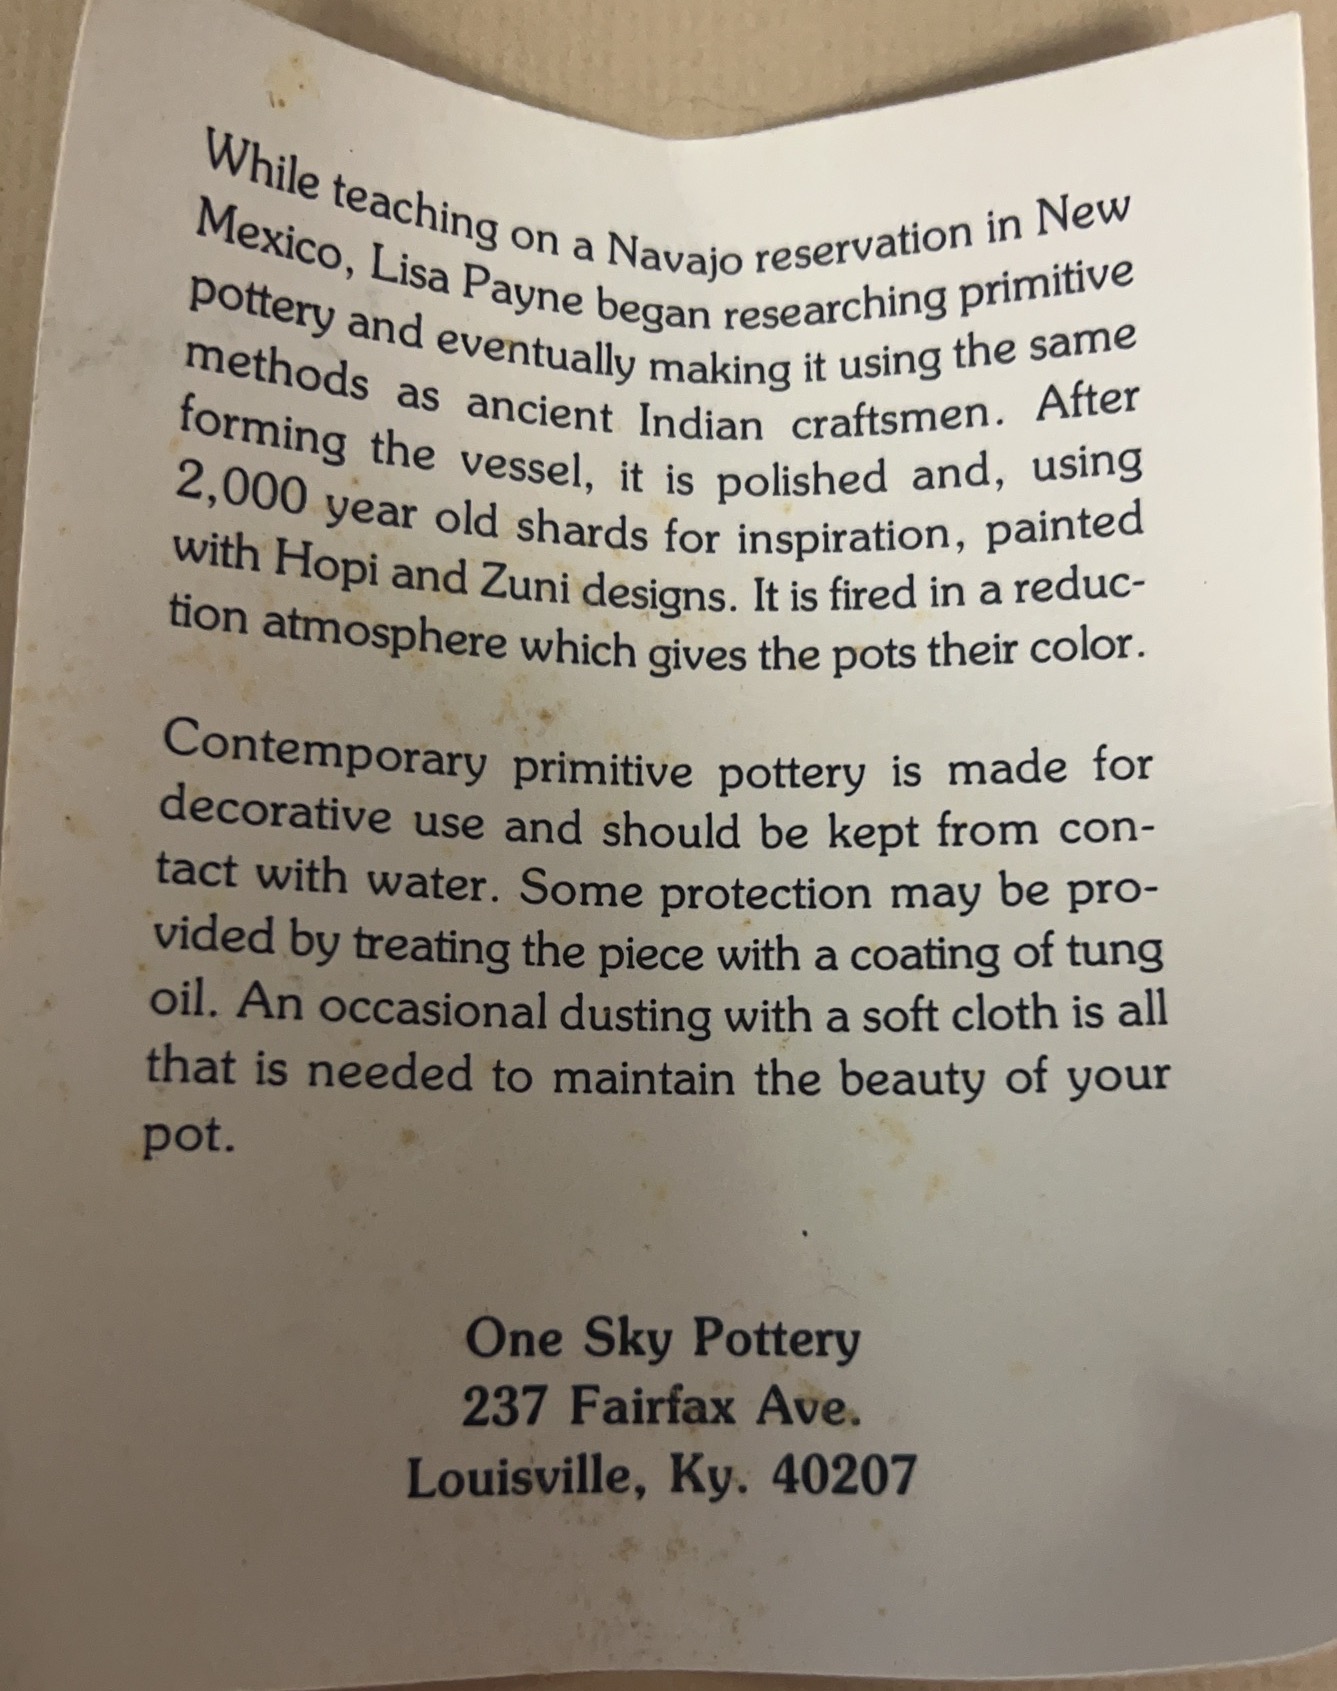 While teaching on a Navajo reservation in New
Mexico, Lisa Payne began researching primitive
pottery and eventually making it using the same
methods as ancient Indian craftsmen. After
forming the vessel, it is polished and, using
2,000 year old shards for inspiration, painted
with Hopi and Zuni designs. It is fired in a reduc-
tion atmosphere which gives the pots their color.
Contemporary primitive pottery is made for
decorative use and should be kept from con-
tact with water. Some protection may be pro-
vided by treating the piece with a coating of tung
oil. An occasional dusting with a soft cloth is all
that is needed to maintain the beauty of your
pot.
One Sky Pottery
237 Fairfax Ave.
Louisville, Ky. 40207